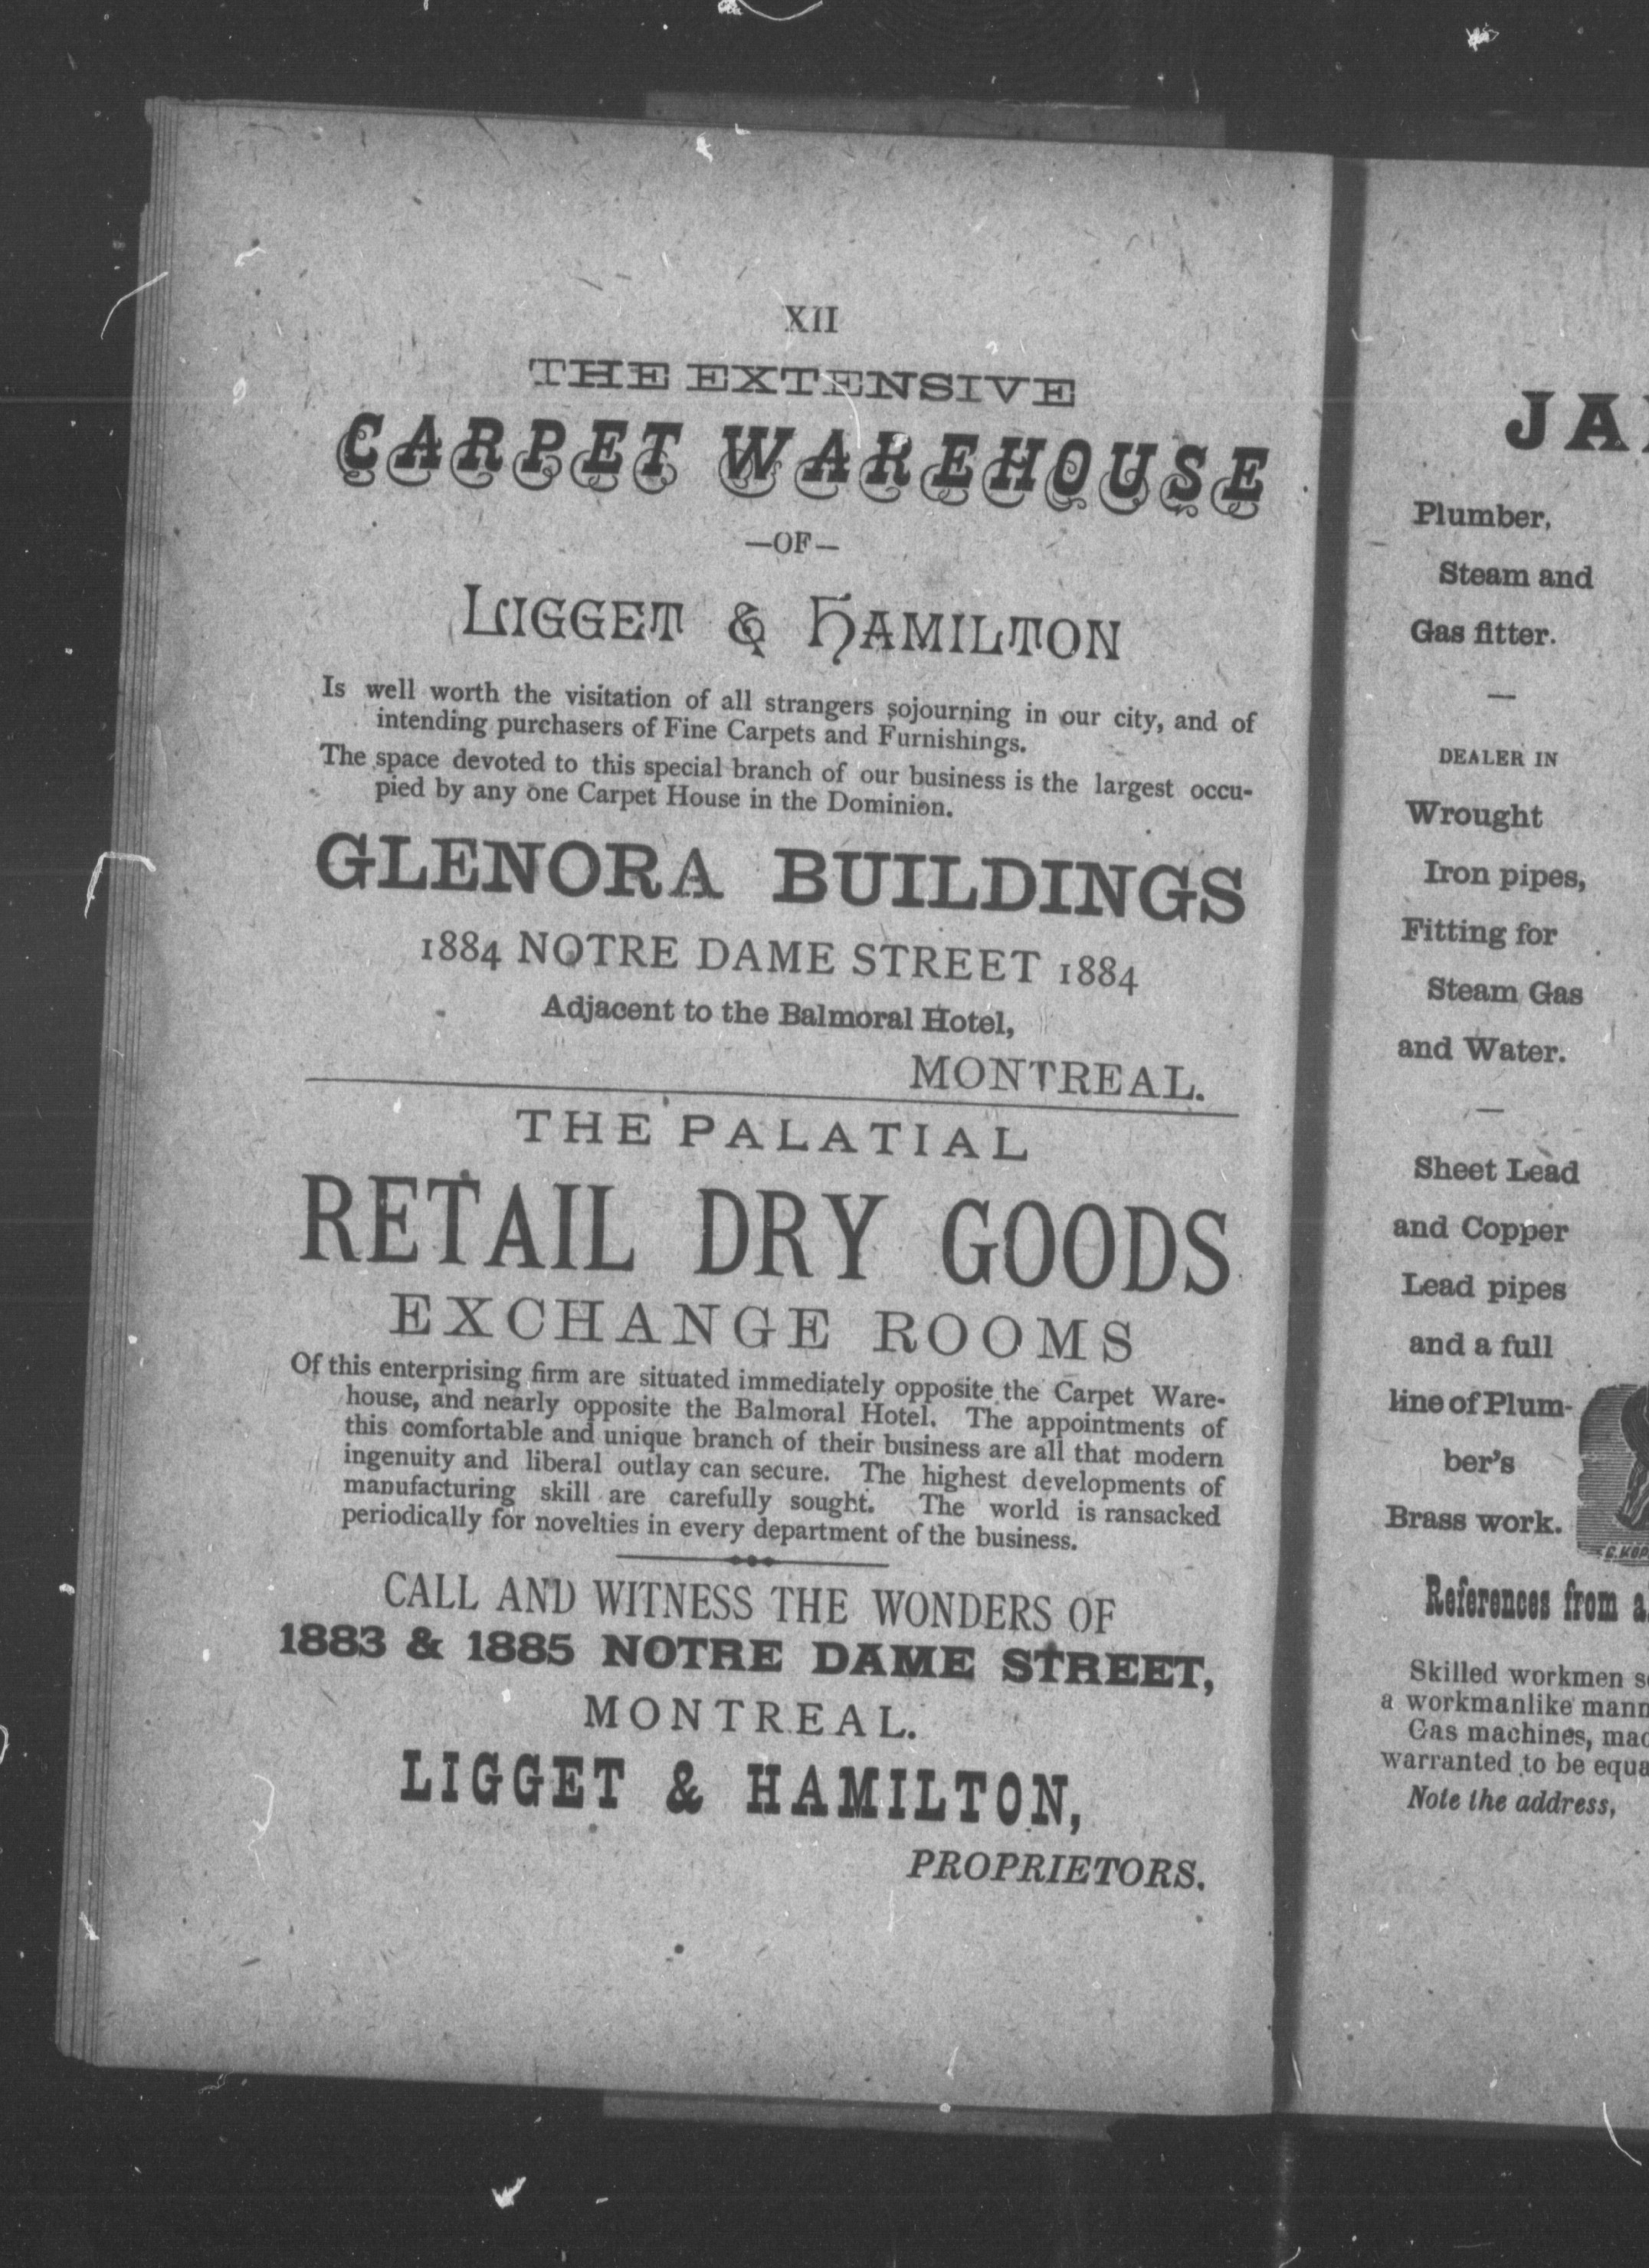 XII
THE EXTENSIVE
CARPET WAREHOUSE
—OF—
LIGGET & HAMILTON
Is well worth the visitation of all strangers sojourning in our city, and of
intending purchasers of Fine Carpets and Furnishings.
The space devoted to this special branch of our business is the largest occu-
pied by any one Carpet House in the Dominion.
GLENORA BUILDINGS
1884 NOTRE DAME STREET 1884
Adjacent to the Balmoral Hotel,
MONTREAL.
THE PALATIAL
RETAIL DRY GOODS
EXCHANGE ROOMS
Of this enterprising firm are situated immediately opposite the Carpet Ware-
house, and nearly opposite the Balmoral Hotel. The appointments of
this comfortable and unique branch of their business are all that modern
ingenuity and liberal outlay can secure. The highest developments of
manufacturing skill are carefully sought. The world is ransacked
periodically for novelties in every department of the business.
CALL AND WITNESS THE WONDERS OF
1883 & 1885 NOTRE DAME STREET,
MONTREAL.
LIGGET & HAMILTON,
PROPRIETORS.
JA
Plumber,
Steam and
Gas fitter.
—
DEALER IN
Wrought
Iron pipes,
Fitting for
Steam Gas
and Water.
—
Sheet Lead
and Copper
Lead pipes
and a full
line of Plum-
ber's
Brass work.
References from a
Skilled workmen
a workmanlike
Gas machines,
warranted to be
Note the address,